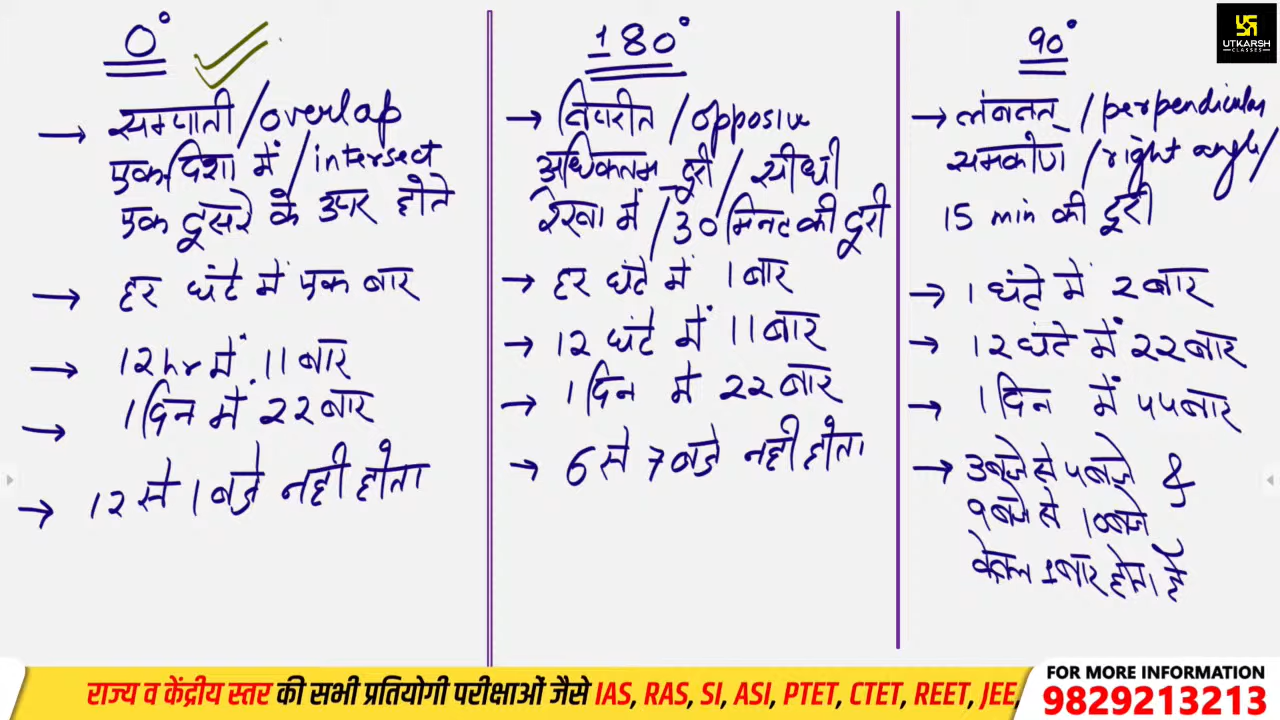 UTKARSH
CLASSES
0°
→ सम्पाती/overlap
एक दिशा में/intersect
एक दूसरे के उपर होते
→ हर घंटे में एक बार
→ 12hr में 11 बार
→ 1 दिन में 22 बार
→ 12 से 1 बजे नही होता
180°
→ विपरीत/opposive
अधिकतम दूरी/सीधी
रेखा में/30 मिनट की दूरी
→ हर घंटे में 1 बार
→ 12 घंटे में 11 बार
→ 1 दिन में 22 बार
→ 6 से 7 बजे नही होता
90°
→ लंबवत/perpendicular
समकोण/right angle/
15 min की दूरी
→ 1 घंटे में 2 बार
→ 12 घंटे में 22 बार
→ 1 दिन में 44 बार
→ 3 बजे से 4 बजे &
9 बजे से 10 बजे
केवल 1 बार होता है
राज्य व केंद्रीय स्तर की सभी प्रतियोगी परीक्षाओं जैसे IAS, RAS, SI, ASI, PTET, CTET, REET, JEE,
FOR MORE INFORMATION
9829213213